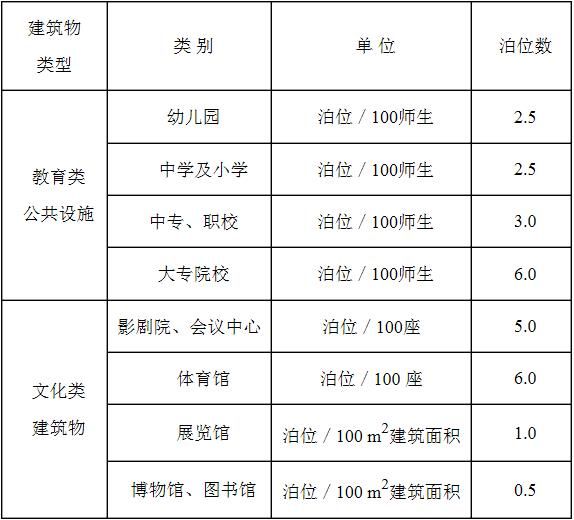 建筑物
类型
类 别
单 位
泊位数
教育类
公共设施
幼儿园
泊位/100师生
2.5
中学及小学
泊位/100师生
2.5
中专、职校
泊位/100师生
3.0
大专院校
泊位/100师生
6.0
文化类
建筑物
影剧院、会议中心
泊位/100座
5.0
体育馆
泊位/100 座
6.0
展览馆
泊位/100 m²建筑面积
1.0
博物馆、图书馆
泊位/100 m²建筑面积
0.5